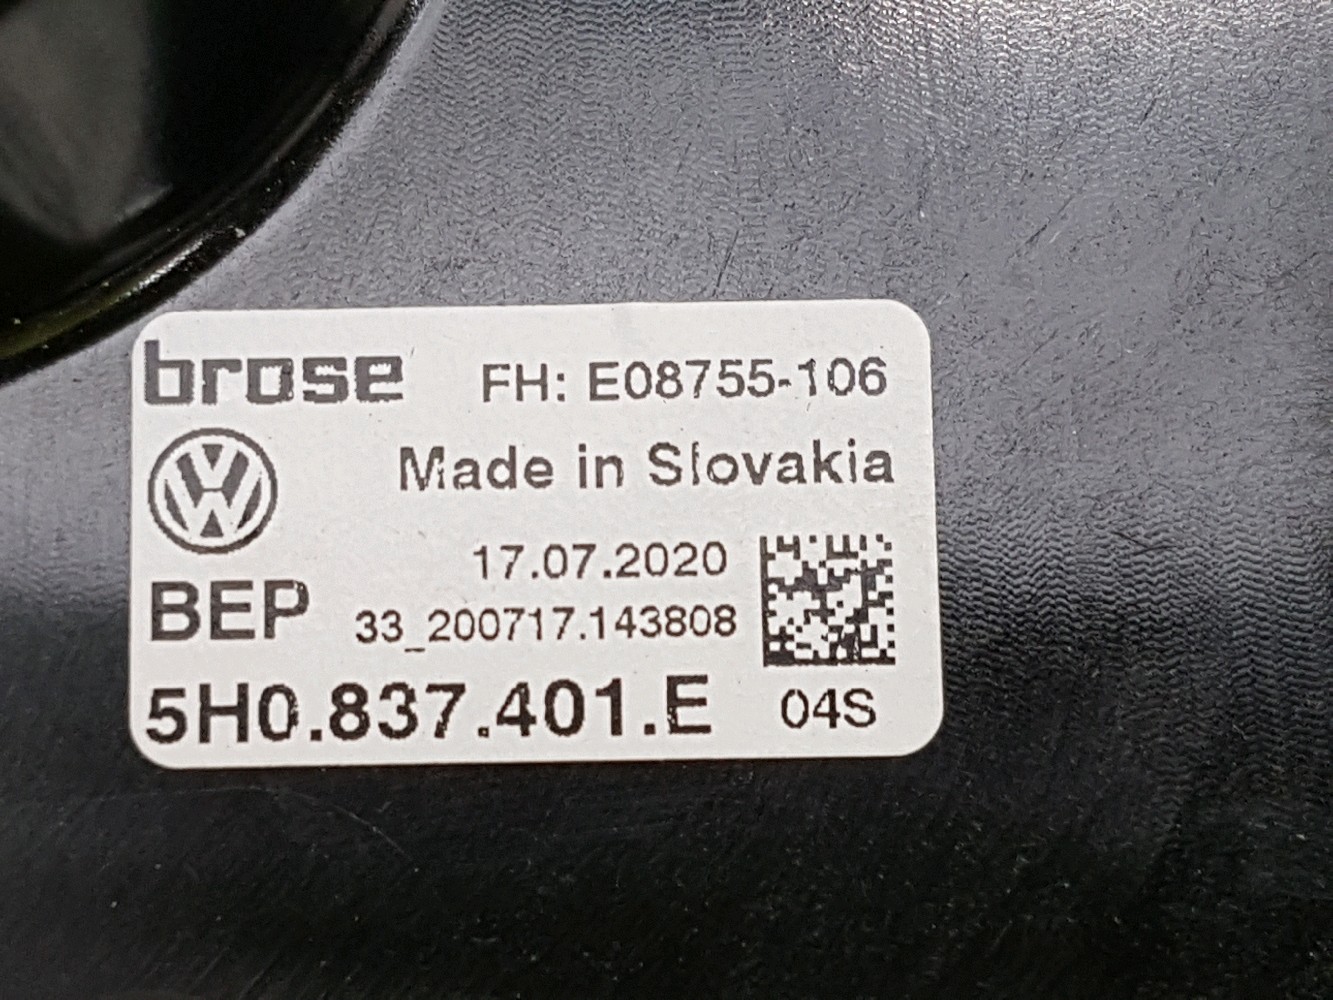 brose FH: E08755-106
Made in Slovakia
17.07.2020
BEP 33_200717.143808
5H0.837.401.E 04S